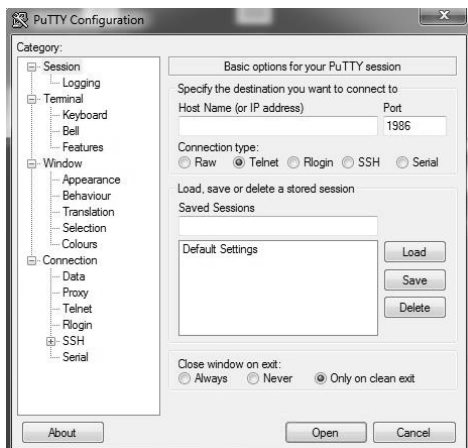 PuTTY Configuration
Category:
Session
Logging
Terminal
Keyboard
Bell
Features
Window
Appearance
Behaviour
Translation
Selection
Colours
Connection
Data
Proxy
Telnet
Rlogin
SSH
Serial
Basic options for your PuTTY session
Specify the destination you want to connect to
Host Name (or IP address) Port
1986
Connection type:
Raw Telnet Rlogin SSH Serial
Load, save or delete a stored session
Saved Sessions
Default Settings
Load
Save
Delete
Close window on exit:
Always Never Only on clean exit
About Open Cancel